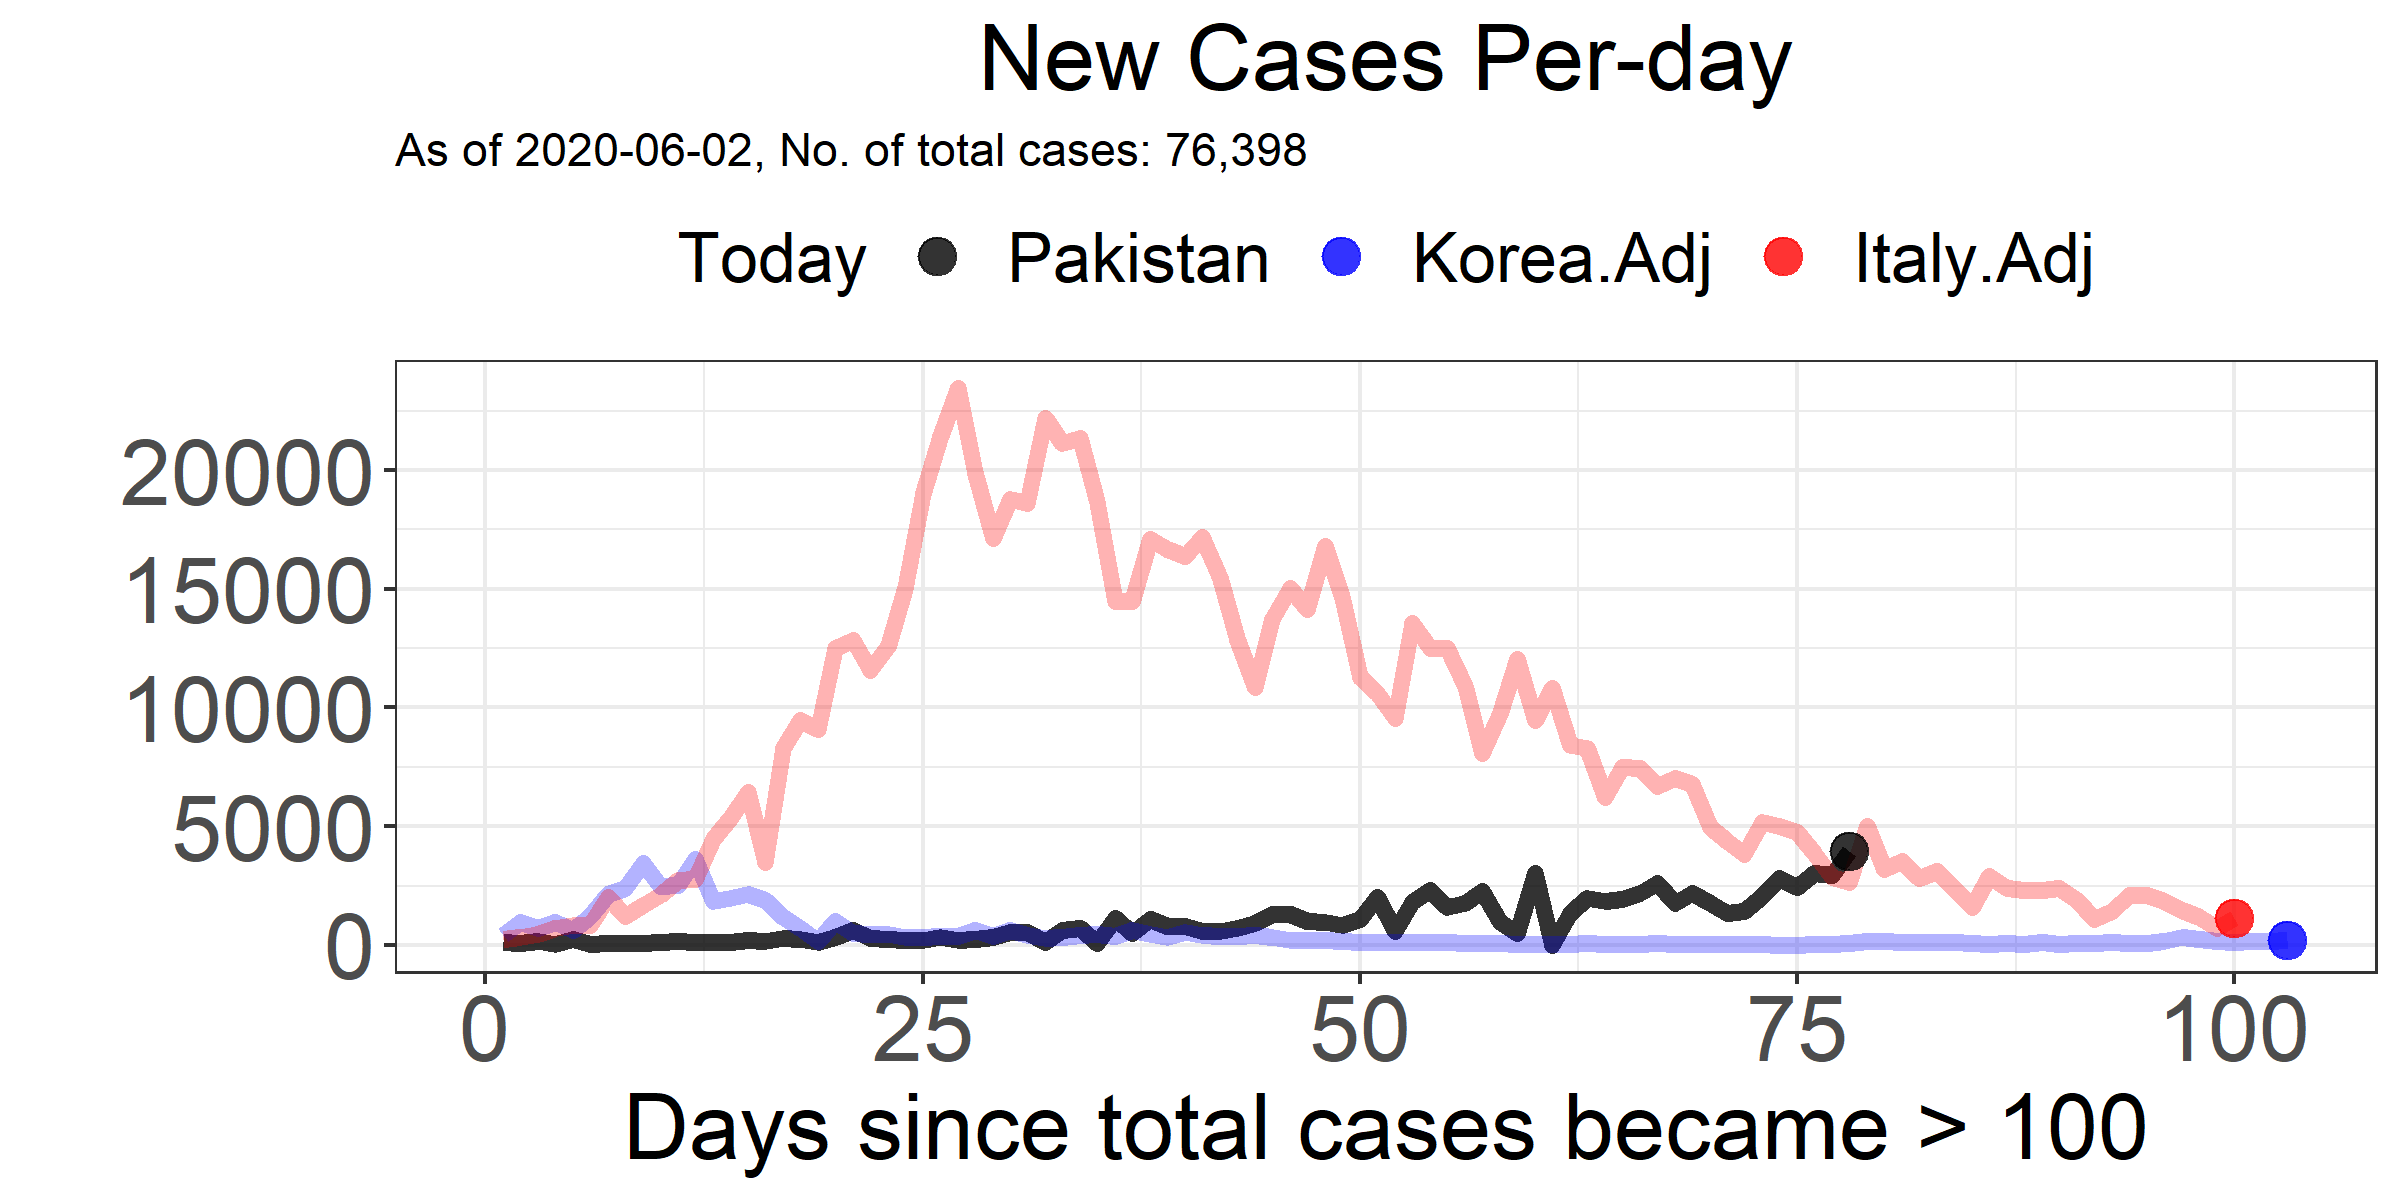 New Cases Per-day
As of 2020-06-02, No. of total cases: 76,398
Today Pakistan Korea.Adj Italy.Adj
20000
15000
10000
5000
0
0 25 50 75 100
Days since total cases became > 100